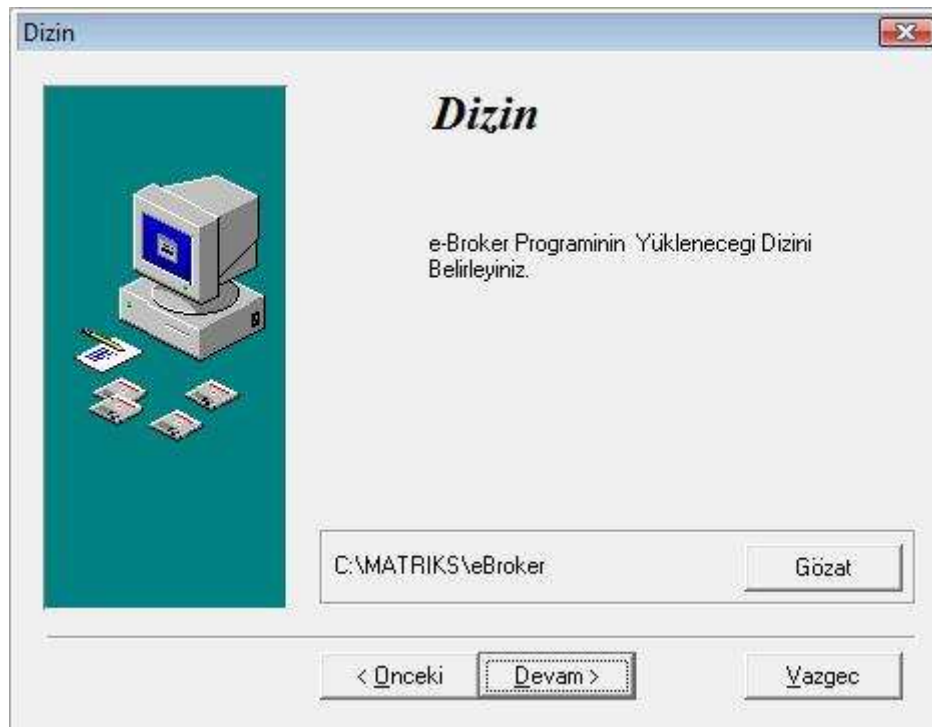 Dizin
Dizin
e-Broker Programinin Yüklenecegi Dizini
Belirleyiniz.
C:\MATRIKS\eBroker
Gözat
< Onceki
Devam >
Vazgec